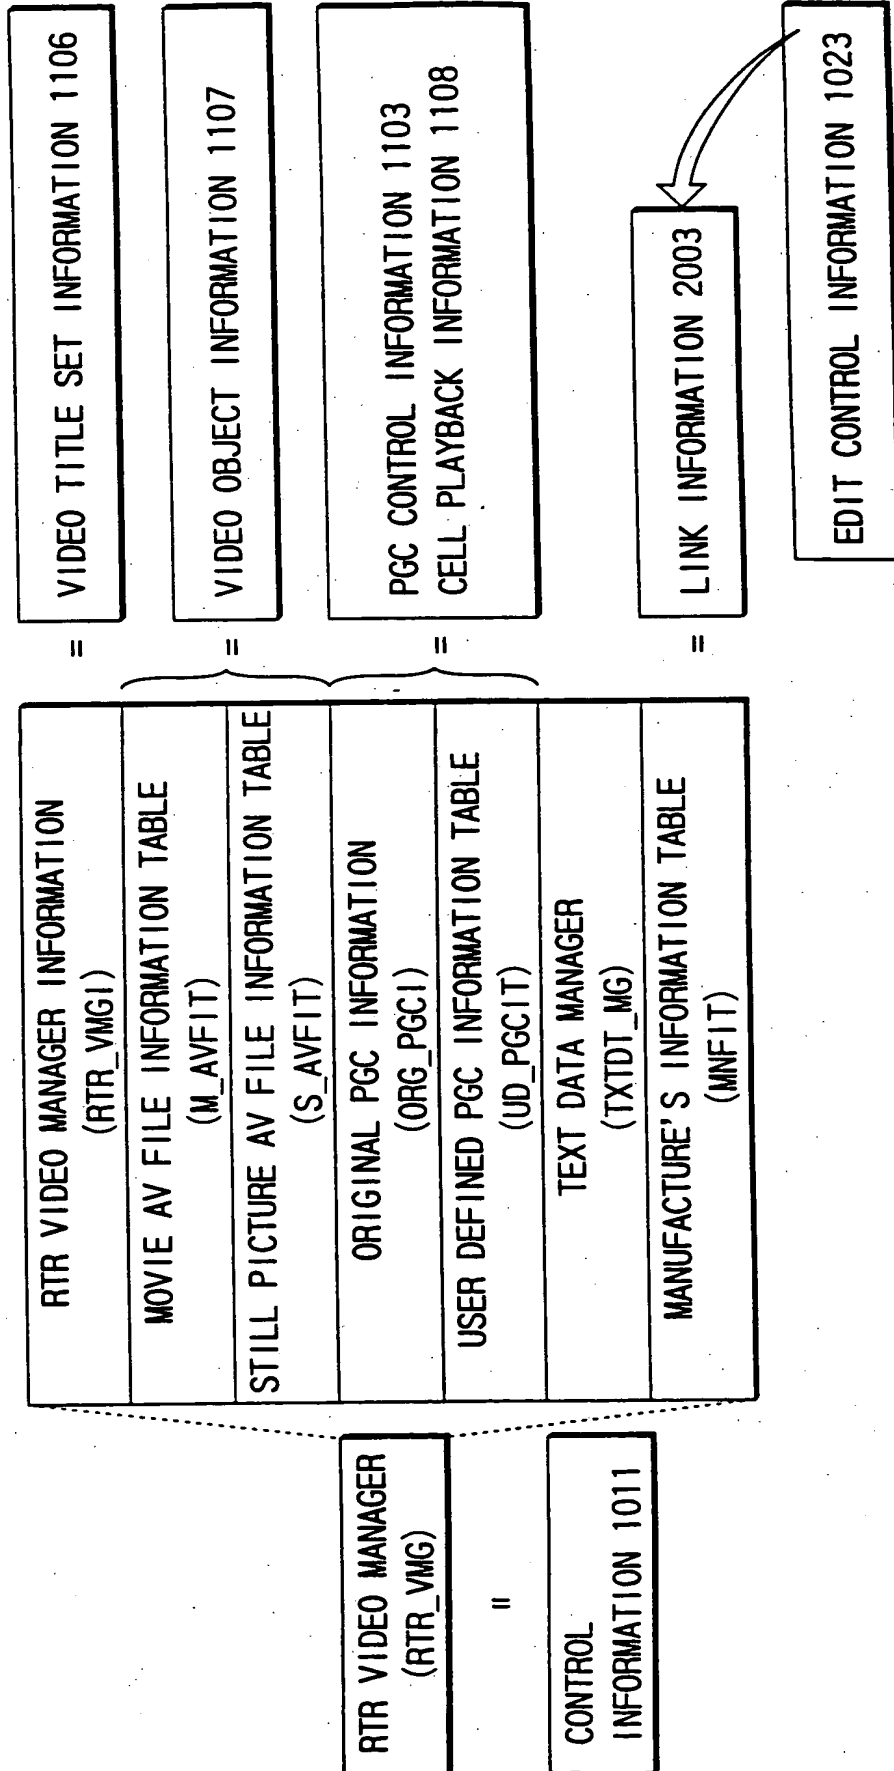 RTR VIDEO MANAGER
(RTR_VMG)
=
CONTROL
INFORMATION 1011
RTR VIDEO MANAGER INFORMATION
(RTR_VMGI)
MOVIE AV FILE INFORMATION TABLE
(M_AVFIT)
STILL PICTURE AV FILE INFORMATION TABLE
(S_AVFIT)
ORIGINAL PGC INFORMATION
(ORG_PGCI)
USER DEFINED PGC INFORMATION TABLE
(UD_PGCIT)
TEXT DATA MANAGER
(TXTDT_MG)
MANUFACTURE'S INFORMATION TABLE
(MNFIT)
= VIDEO TITLE SET INFORMATION 1106
= VIDEO OBJECT INFORMATION 1107
= PGC CONTROL INFORMATION 1103
CELL PLAYBACK INFORMATION 1108
= LINK INFORMATION 2003
EDIT CONTROL INFORMATION 1023